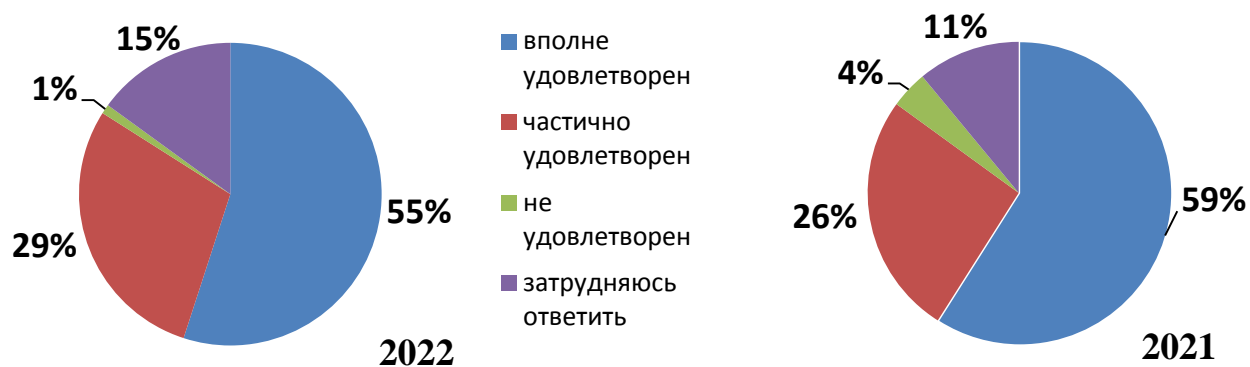 15%
1%
29%
55%
2022
вполне
удовлетворен
частично
удовлетворен
не
удовлетворен
затрудняюсь
ответить
11%
4%
26%
59%
2021